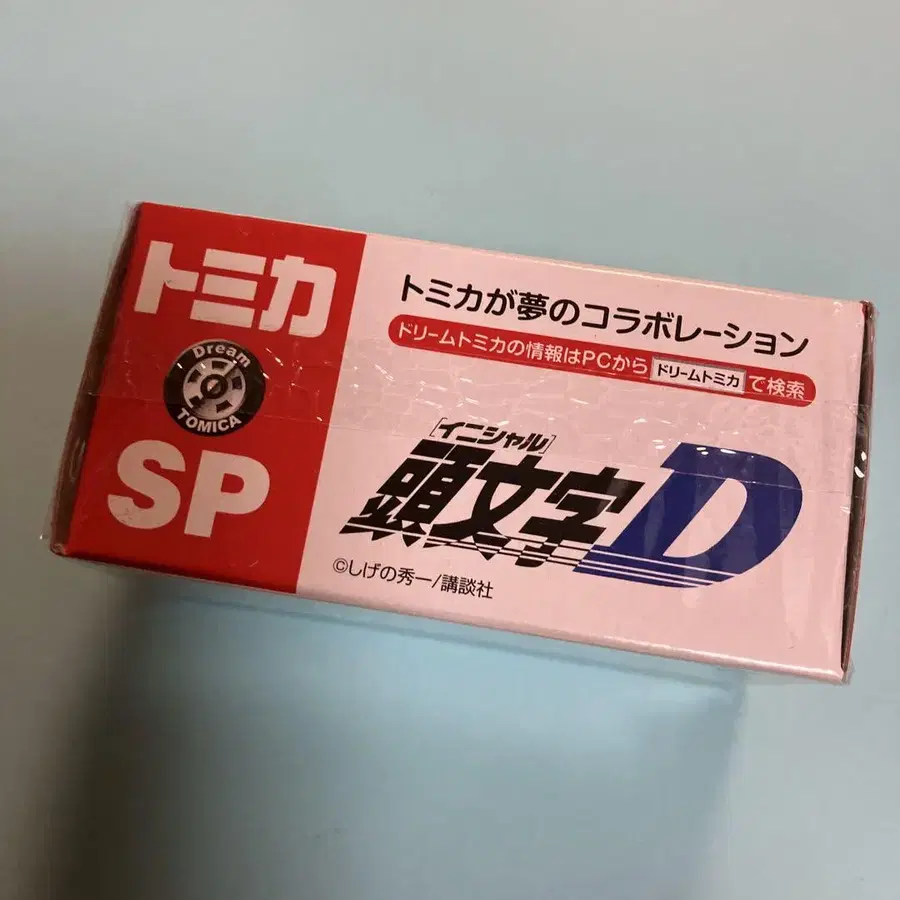 トミカ
Dream
TOMICA
SP
トミカが夢のコラボレーション
ドリームトミカの情報はPCから ドリームトミカ で検索
[イニシャル]
頭文字D
©しげの秀一/講談社